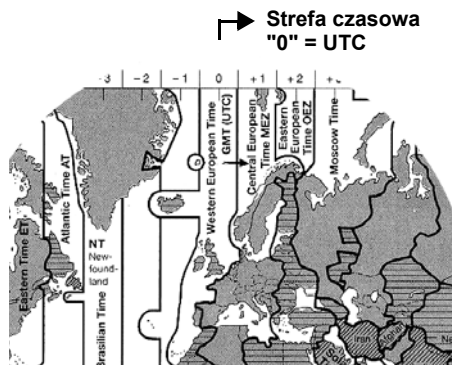 Strefa czasowa
"0" = UTC
-3 -2 -1 0 +1 +2
Eastern Time ET
Atlantic Time AT
NT
New-
found-
land
Brasilian Time
Western European Time
GMT (UTC)
Central European
Time MEZ
Eastern
European
Time OEZ
Moscow Time
Iran